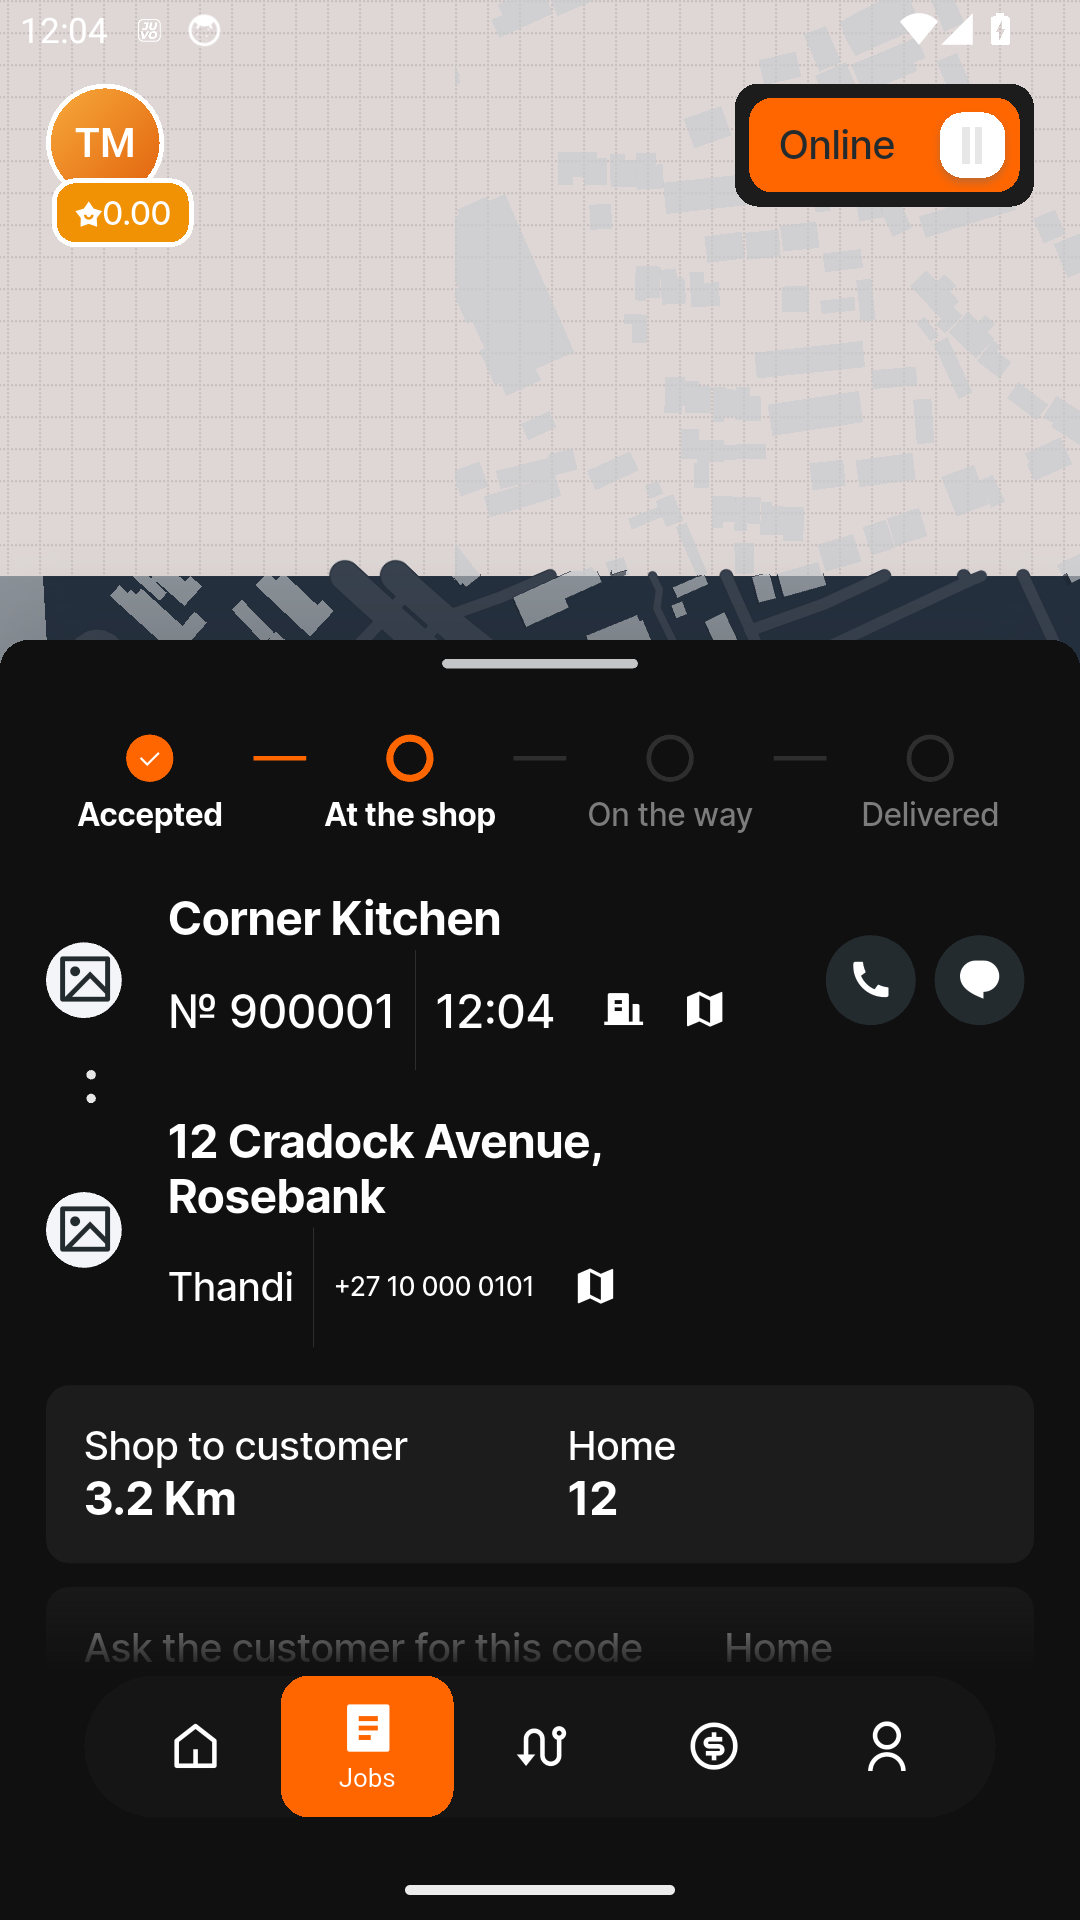 12:04
JU
VO
TM
0.00
Online
Accepted
At the shop
On the way
Delivered
Corner Kitchen
№ 900001
12:04
12 Cradock Avenue,
Rosebank
Thandi
+27 10 000 0101
Shop to customer
Home
3.2 Km
12
Ask the customer for this code
Home
Jobs